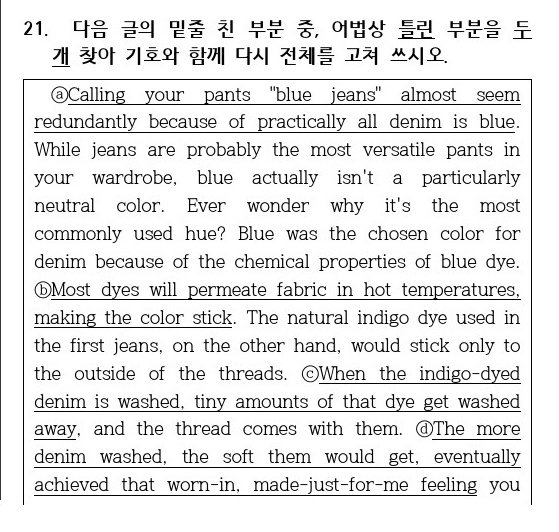 21. 다음 글의 밑줄 친 부분 중, 어법상 틀린 부분을 두
개 찾아 기호와 함께 다시 전체를 고쳐 쓰시오.
ⓐCalling your pants "blue jeans" almost seem
redundantly because of practically all denim is blue.
While jeans are probably the most versatile pants in
your wardrobe, blue actually isn't a particularly
neutral color. Ever wonder why it's the most
commonly used hue? Blue was the chosen color for
denim because of the chemical properties of blue dye.
ⓑMost dyes will permeate fabric in hot temperatures,
making the color stick. The natural indigo dye used in
the first jeans, on the other hand, would stick only to
the outside of the threads. ⓒWhen the indigo-dyed
denim is washed, tiny amounts of that dye get washed
away, and the thread comes with them. ⓓThe more
denim washed, the soft them would get, eventually
achieved that worn-in, made-just-for-me feeling you